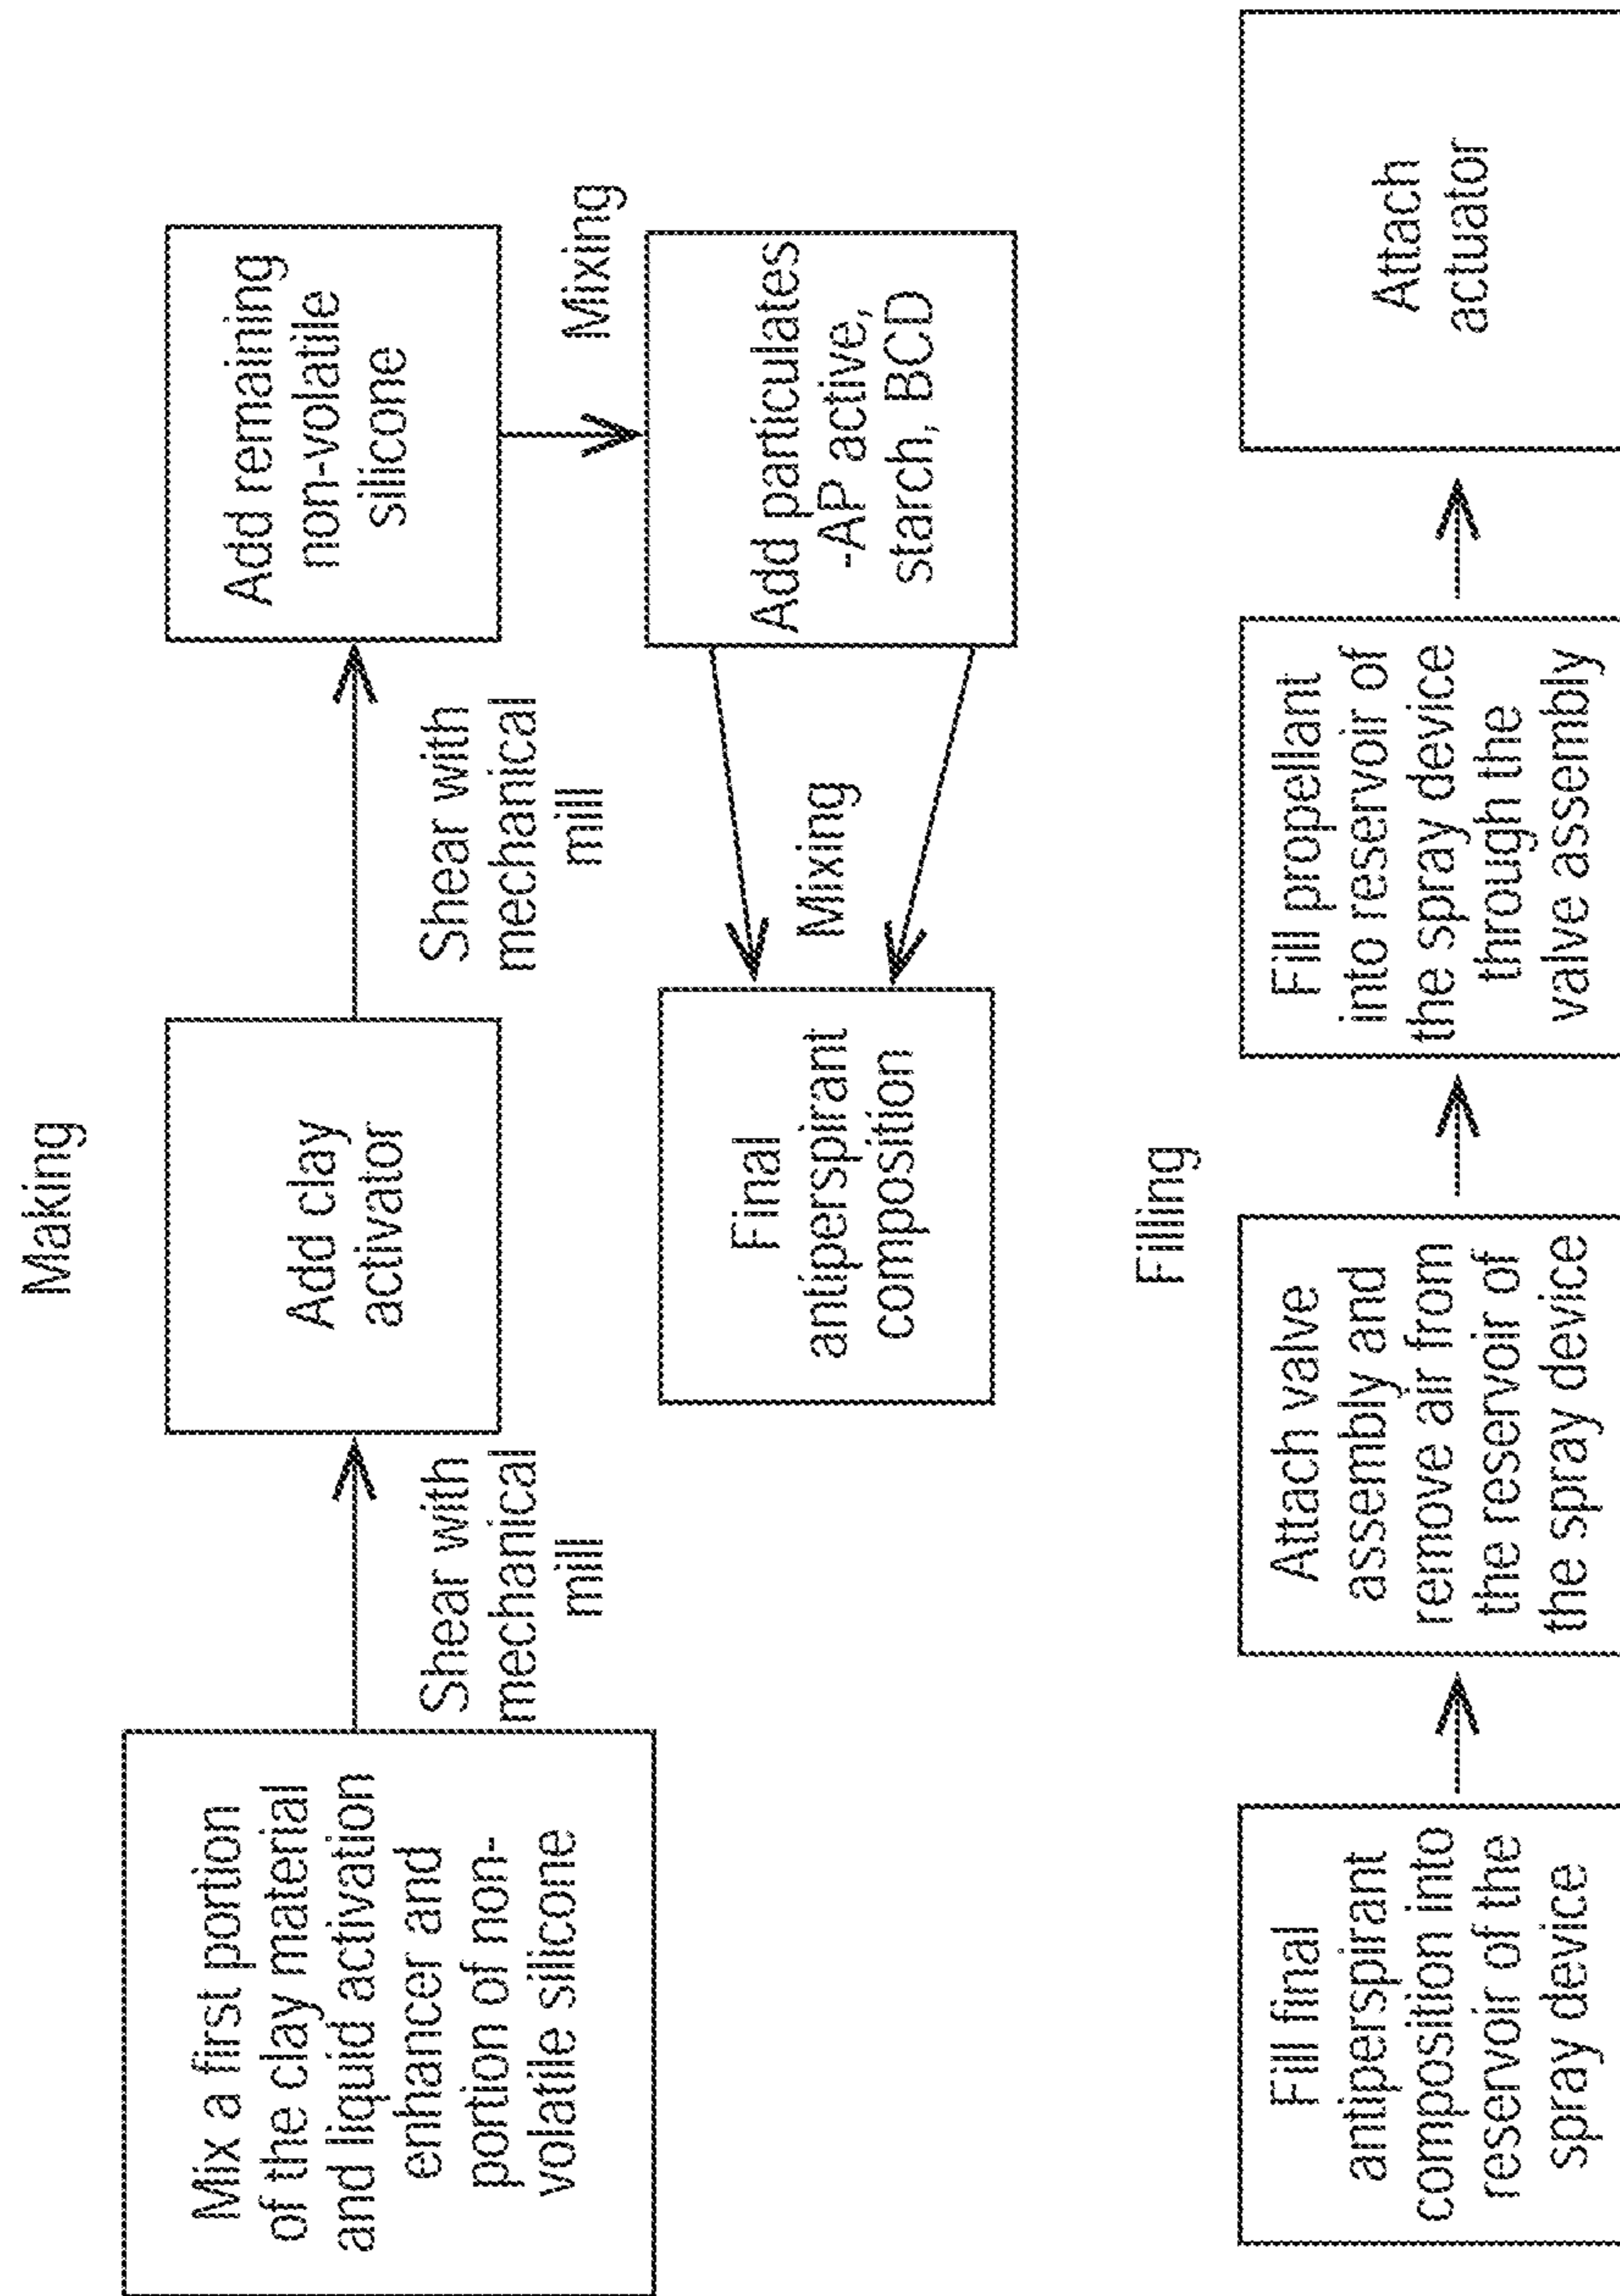 Making
Mix a first portion
of the clay material
and liquid activation
enhancer and
portion of non-
volatile silicone
Shear with
mechanical
mill
Add clay
activator
Shear with
mechanical
mill
Add remaining
non-volatile
silicone
Mixing
Add particulates
-AP active,
starch, BCD
Mixing
Final
antiperspirant
composition
Filling
Fill final
antiperspirant
composition into
reservoir of the
spray device
Attach valve
assembly and
remove air from
the reservoir of
the spray device
Fill propellant
into reservoir of
the spray device
through the
valve assembly
Attach
actuator